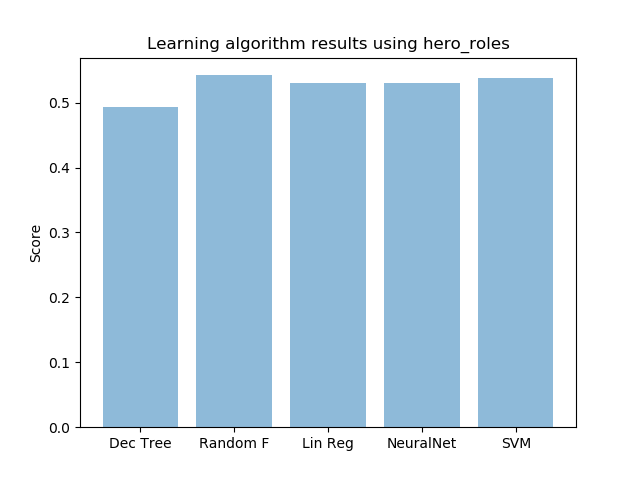 Learning algorithm results using hero_roles
Score
0.5
0.4
0.3
0.2
0.1
0.0
Dec Tree Random F Lin Reg NeuralNet SVM